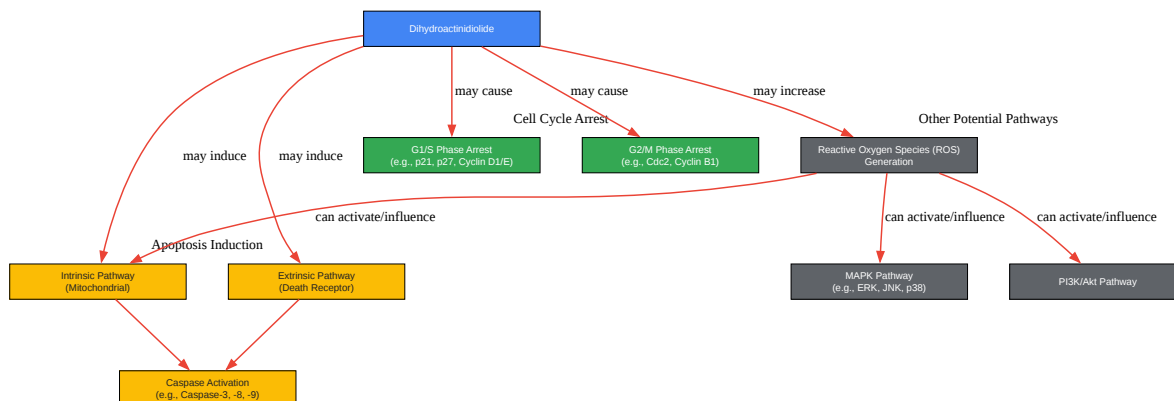 Dihydroactinidiolide
may cause
may cause
may increase
Cell Cycle Arrest
Other Potential Pathways
G1/S Phase Arrest
(e.g., p21, p27, Cyclin D1/E)
G2/M Phase Arrest
(e.g., Cdc2, Cyclin B1)
Reactive Oxygen Species (ROS)
Generation
may induce
may induce
can activate/influence
can activate/influence
can activate/influence
Apoptosis Induction
Intrinsic Pathway
(Mitochondrial)
Extrinsic Pathway
(Death Receptor)
MAPK Pathway
(e.g., ERK, JNK, p38)
PI3K/Akt Pathway
Caspase Activation
(e.g., Caspase-3, -8, -9)